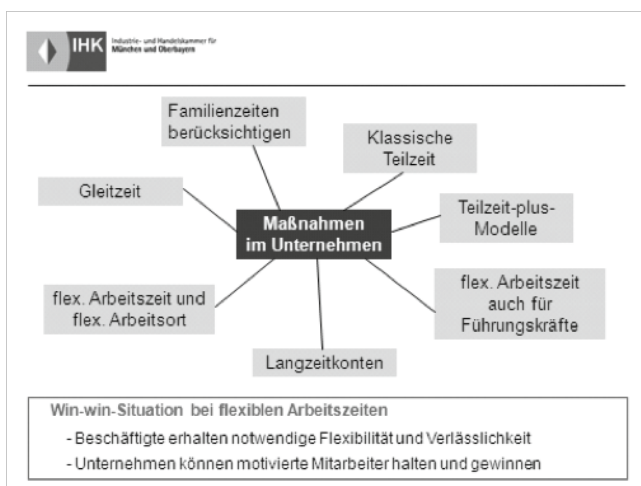 IHK
Industrie- und Handelskammer für
München und Oberbayern
Familienzeiten
berücksichtigen
Klassische
Teilzeit
Gleitzeit
Maßnahmen
im Unternehmen
Teilzeit-plus-
Modelle
flex. Arbeitszeit und
flex. Arbeitsort
flex. Arbeitszeit
auch für
Führungskräfte
Langzeitkonten
Win-win-Situation bei flexiblen Arbeitszeiten
- Beschäftigte erhalten notwendige Flexibilität und Verlässlichkeit
- Unternehmen können motivierte Mitarbeiter halten und gewinnen